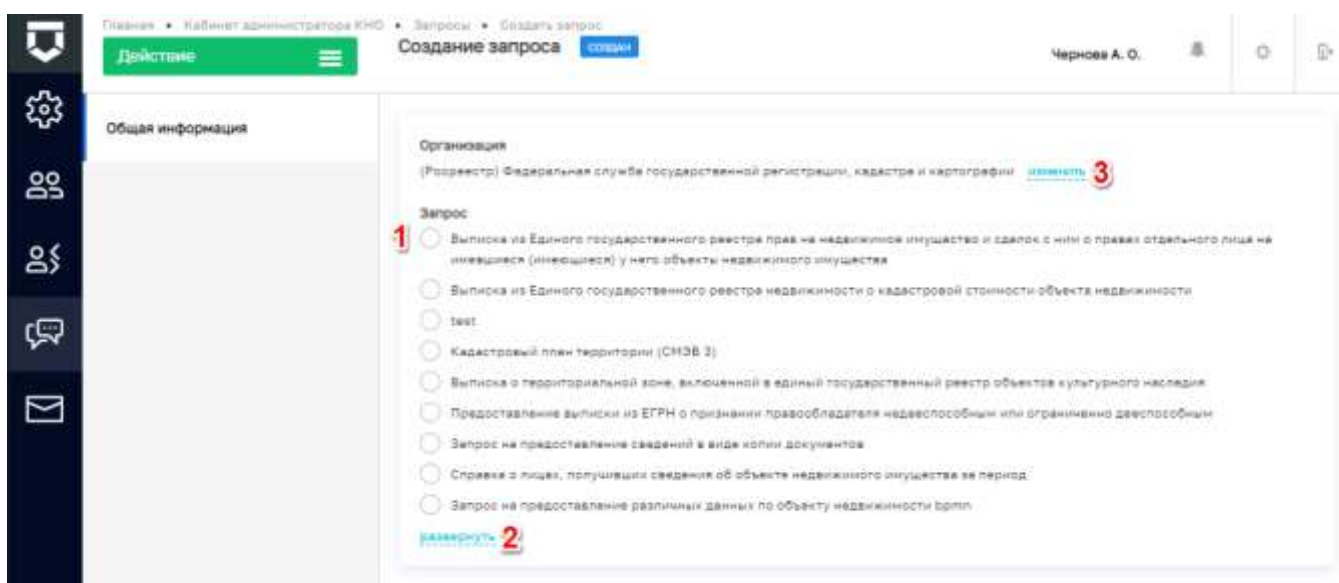 Главная • Кабинет администратора КНО • Запросы • Создать запрос
Действие
Создание запроса СОЗДАН
Чернова А. О.
Общая информация
Организация
(Росреестр) Федеральная служба государственной регистрации, кадастра и картографии изменить 3
Запрос
1
Выписка из Единого государственного реестра прав на недвижимое имущество и сделок с ним о правах отдельного лица на
имевшиеся (имеющиеся) у него объекты недвижимого имущества
Выписка из Единого государственного реестра недвижимости о кадастровой стоимости объекта недвижимости
test
Кадастровый план территории (СМЭВ 3)
Выписка о территориальной зоне, включенной в единый государственный реестр объектов культурного наследия
Предоставление выписки из ЕГРН о признании правообладателя недееспособным или ограниченно дееспособным
Запрос на предоставление сведений в виде копии документов
Справка о лицах, получивших сведения об объекте недвижимого имущества за период
Запрос на предоставление различных данных по объекту недвижимости bpmn
развернуть 2